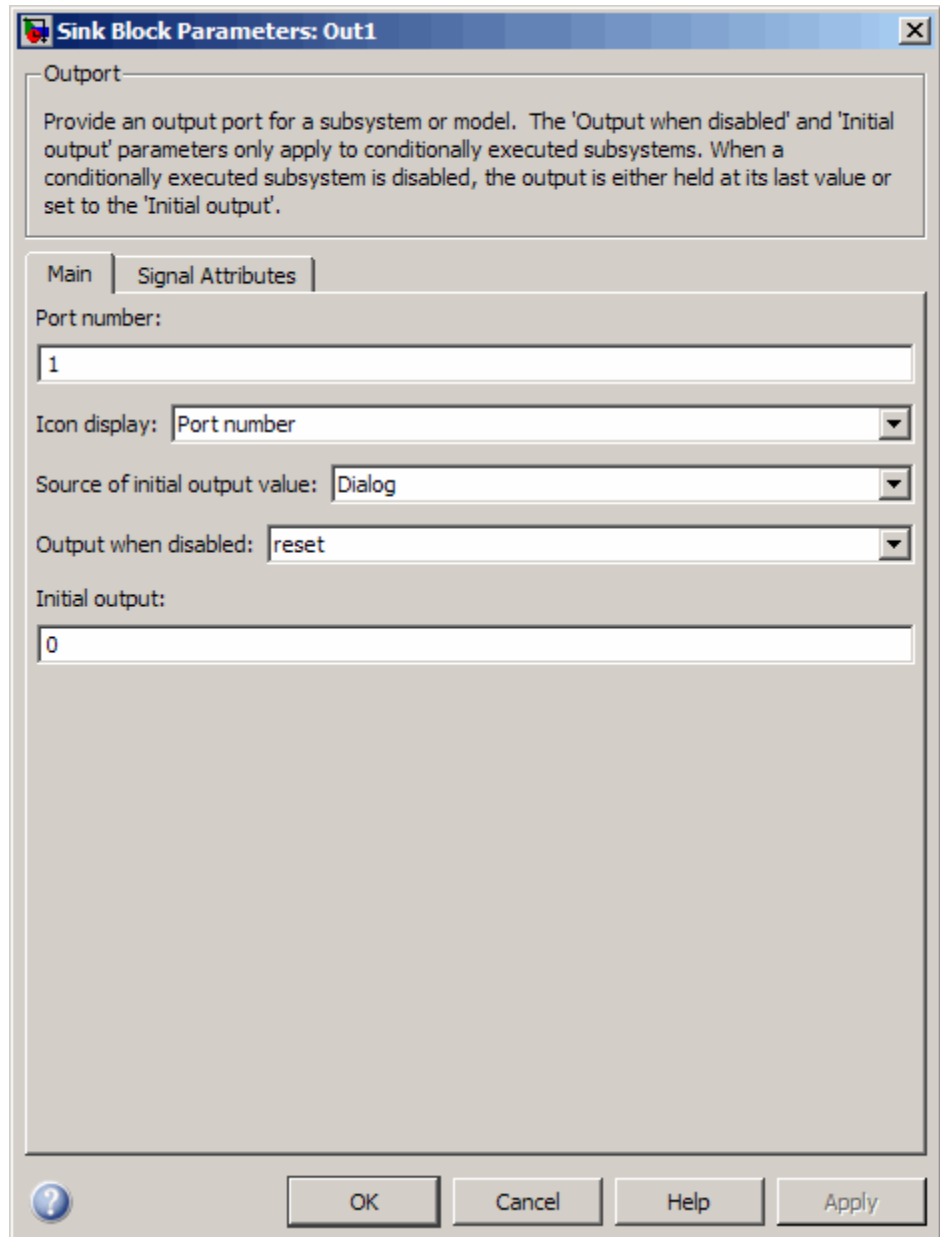 Sink Block Parameters: Out1
Outport
Provide an output port for a subsystem or model.  The 'Output when disabled' and 'Initial
output' parameters only apply to conditionally executed subsystems. When a
conditionally executed subsystem is disabled, the output is either held at its last value or
set to the 'Initial output'.
Main Signal Attributes
Port number:
1
Icon display: Port number
Source of initial output value: Dialog
Output when disabled: reset
Initial output:
0
? OK Cancel Help Apply